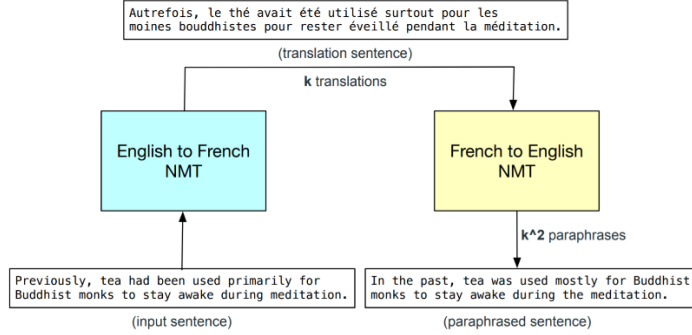 Autrefois, le thé avait été utilisé surtout pour les
moines bouddhistes pour rester éveillé pendant la méditation.
(translation sentence)
k translations
English to French
NMT
French to English
NMT
k^2 paraphrases
Previously, tea had been used primarily for
Buddhist monks to stay awake during meditation.
(input sentence)
In the past, tea was used mostly for Buddhist
monks to stay awake during the meditation.
(paraphrased sentence)